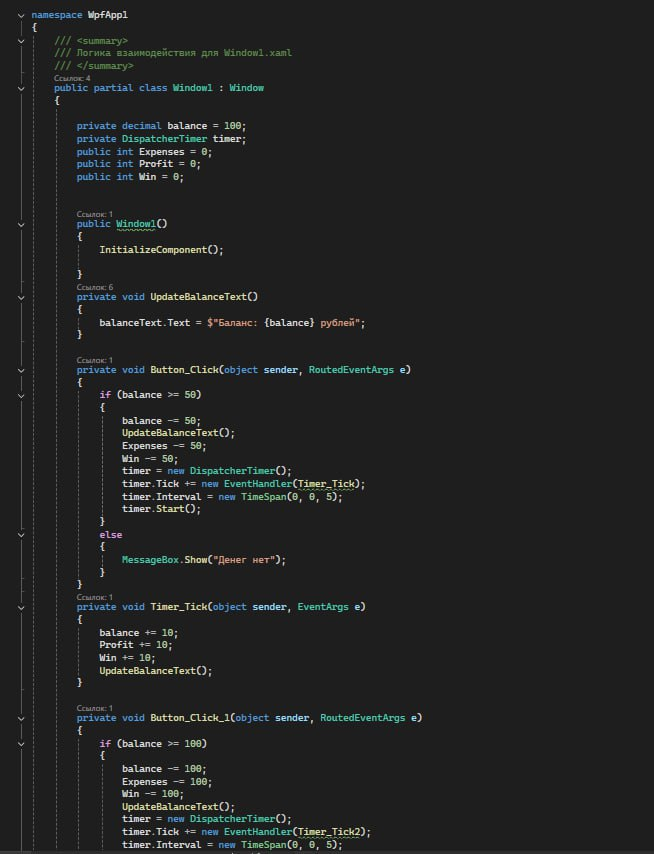 namespace WpfApp1
{
/// <summary>
/// Логика взаимодействия для Window1.xaml
/// </summary>
Ссылок: 4
public partial class Window1 : Window
{
private decimal balance = 100;
private DispatcherTimer timer;
public int Expenses = 0;
public int Profit = 0;
public int Win = 0;
Ссылок: 1
public Window1()
{
InitializeComponent();
}
Ссылок: 6
private void UpdateBalanceText()
{
balanceText.Text = $"Баланс: {balance} рублей";
}
Ссылок: 1
private void Button_Click(object sender, RoutedEventArgs e)
{
if (balance >= 50)
{
balance -= 50;
UpdateBalanceText();
Expenses -= 50;
Win -= 50;
timer = new DispatcherTimer();
timer.Tick += new EventHandler(Timer_Tick);
timer.Interval = new TimeSpan(0, 0, 5);
timer.Start();
}
else
{
MessageBox.Show("Денег нет");
}
}
Ссылок: 1
private void Timer_Tick(object sender, EventArgs e)
{
balance += 10;
Profit += 10;
Win += 10;
UpdateBalanceText();
}
Ссылок: 1
private void Button_Click_1(object sender, RoutedEventArgs e)
{
if (balance >= 100)
{
balance -= 100;
Expenses -= 100;
Win -= 100;
UpdateBalanceText();
timer = new DispatcherTimer();
timer.Tick += new EventHandler(Timer_Tick2);
timer.Interval = new TimeSpan(0, 0, 5);